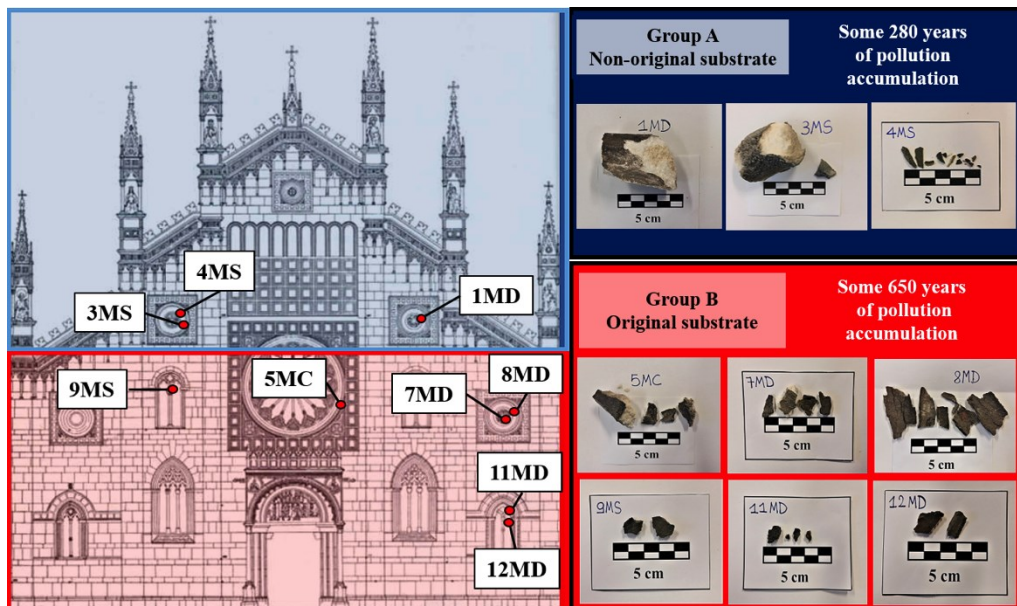 4MS
3MS
1MD
9MS
5MC
8MD
7MD
11MD
12MD
Group A
Non-original substrate
Some 280 years
of pollution
accumulation
1MD
5 cm
3MS
5 cm
4MS
5 cm
Group B
Original substrate
Some 650 years
of pollution
accumulation
5MC
5 cm
7MD
5 cm
8MD
5 cm
9MS
5 cm
11MD
5 cm
12MD
5 cm